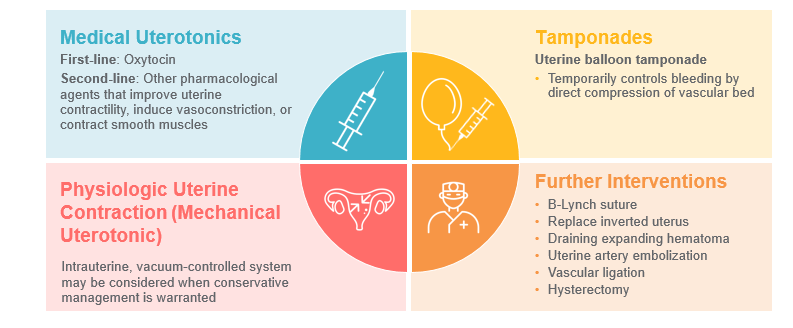 Medical Uterotonics
First-line: Oxytocin
Second-line: Other pharmacological
agents that improve uterine
contractility, induce vasoconstriction, or
contract smooth muscles
Tamponades
Uterine balloon tamponade
• Temporarily controls bleeding by
direct compression of vascular bed
Physiologic Uterine
Contraction (Mechanical
Uterotonic)
Intrauterine, vacuum-controlled system
may be considered when conservative
management is warranted
Further Interventions
• B-Lynch suture
• Replace inverted uterus
• Draining expanding hematoma
• Uterine artery embolization
• Vascular ligation
• Hysterectomy